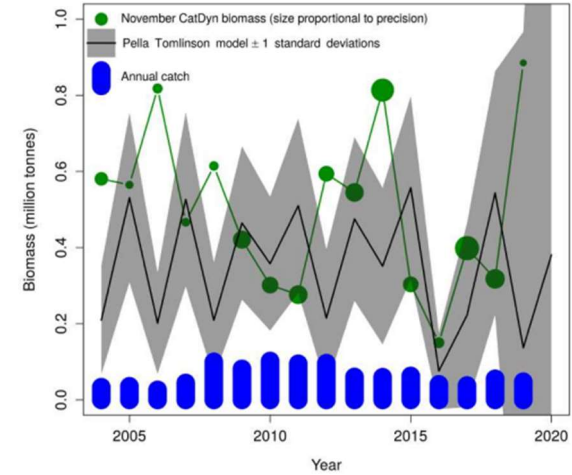 November CatDyn biomass (size proportional to precision)
Pella Tomlinson model ± 1 standard deviations
Annual catch
Biomass (million tonnes)
1.0
0.8
0.6
0.4
0.2
0.0
2005 2010 2015 2020
Year